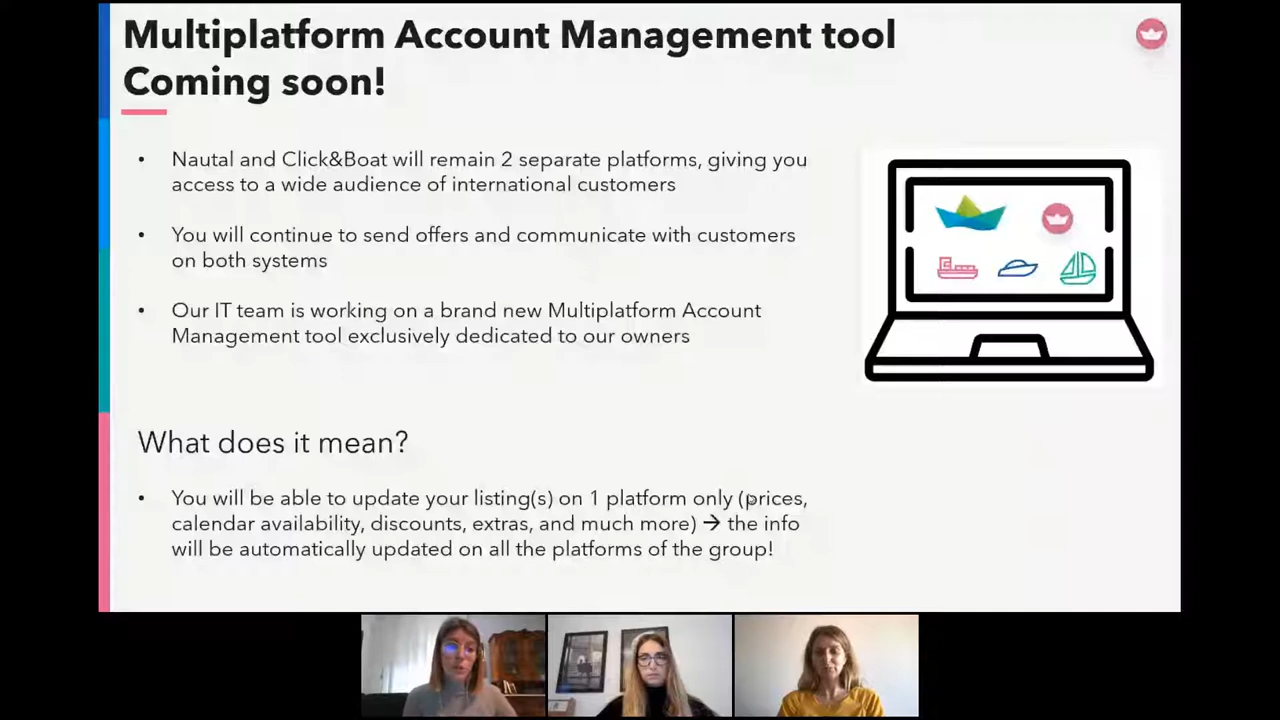 Multiplatform Account Management tool
Coming soon!
• Nautal and Click&Boat will remain 2 separate platforms, giving you
access to a wide audience of international customers
• You will continue to send offers and communicate with customers
on both systems
• Our IT team is working on a brand new Multiplatform Account
Management tool exclusively dedicated to our owners
What does it mean?
• You will be able to update your listing(s) on 1 platform only (prices,
calendar availability, discounts, extras, and much more) → the info
will be automatically updated on all the platforms of the group!